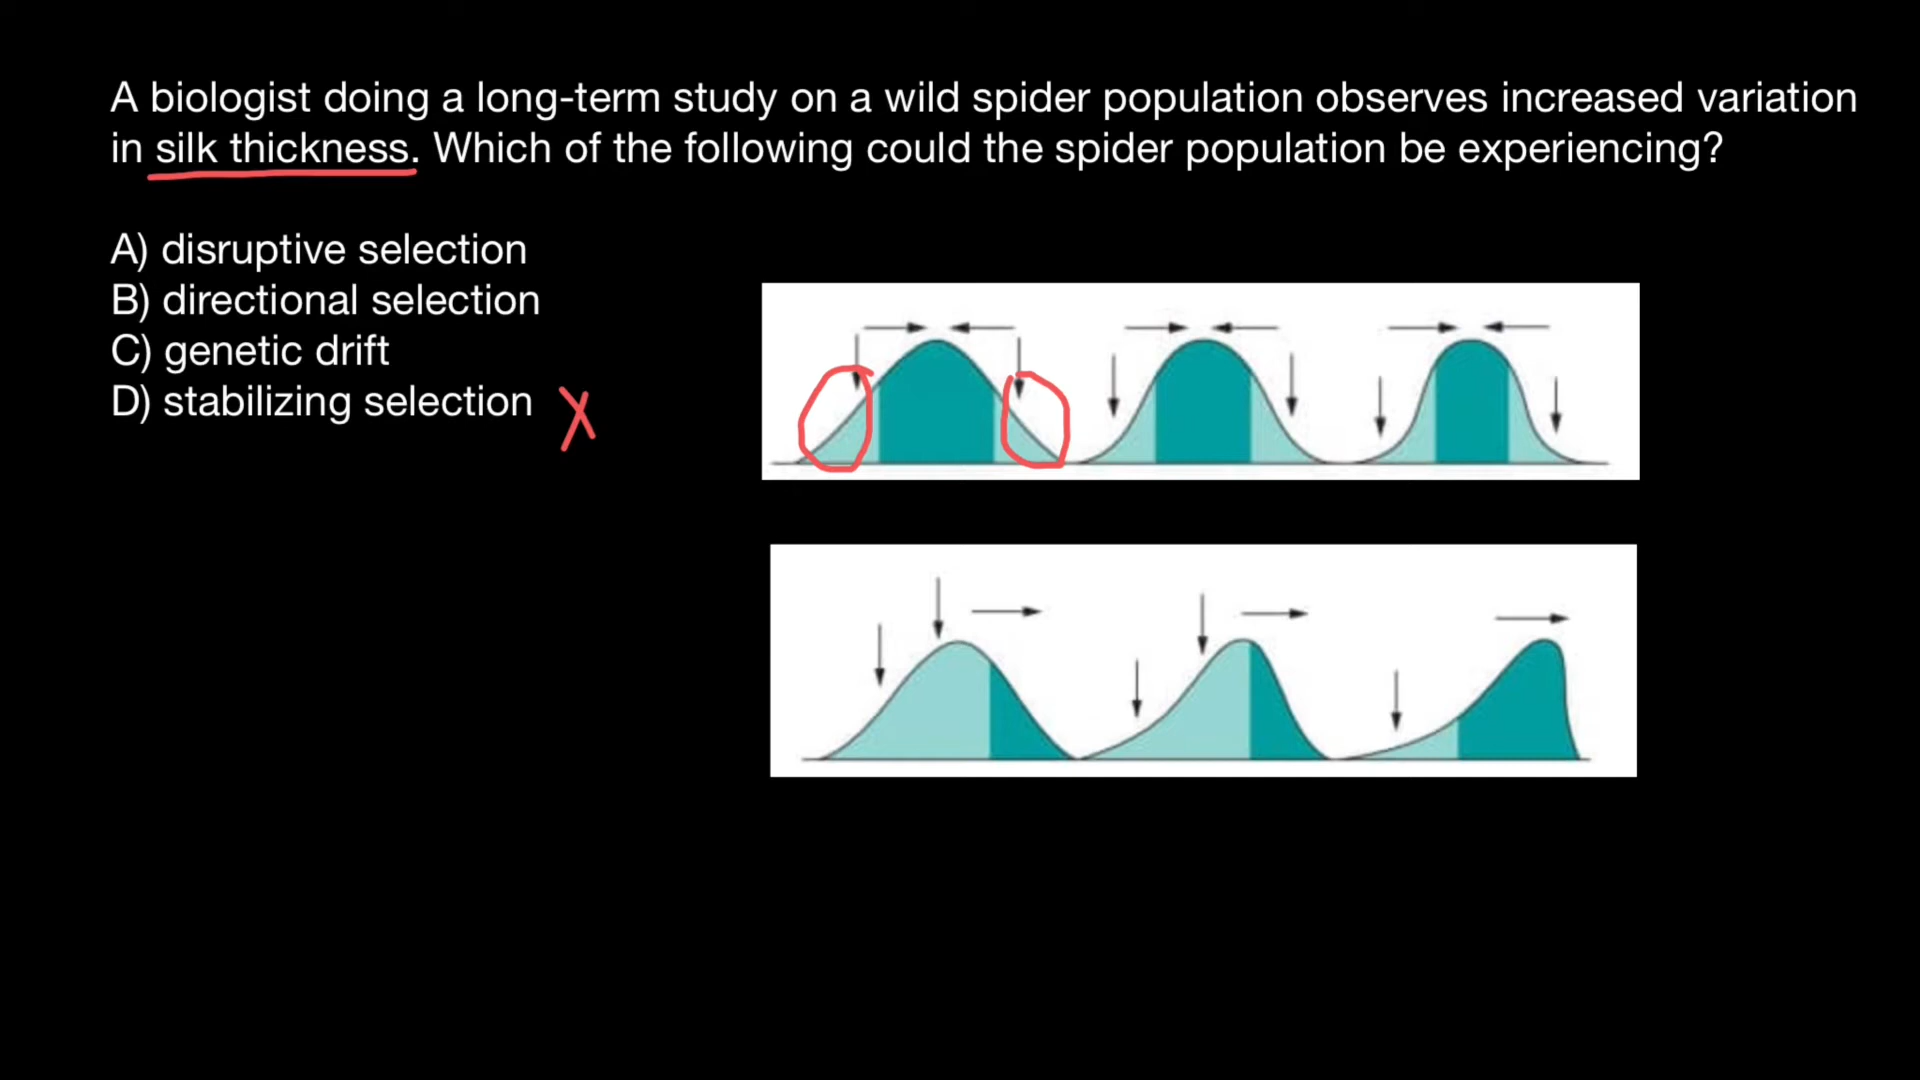 A biologist doing a long-term study on a wild spider population observes increased variation
in silk thickness. Which of the following could the spider population be experiencing?
A) disruptive selection
B) directional selection
C) genetic drift
D) stabilizing selection X